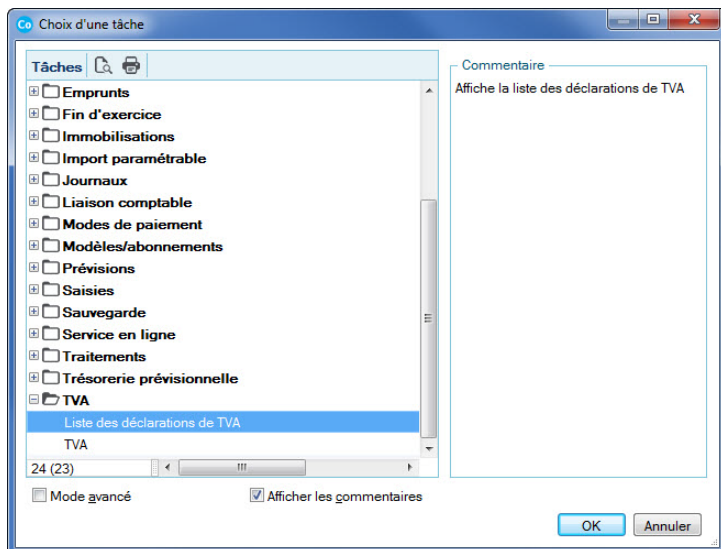 Co Choix d'une tâche
Tâches
Emprunts
Fin d'exercice
Immobilisations
Import paramétrable
Journaux
Liaison comptable
Modes de paiement
Modèles/abonnements
Prévisions
Saisies
Sauvegarde
Service en ligne
Traitements
Trésorerie prévisionnelle
TVA
Liste des déclarations de TVA
TVA
24 (23)
Commentaire
Affiche la liste des déclarations de TVA
Mode avancé
Afficher les commentaires
OK
Annuler